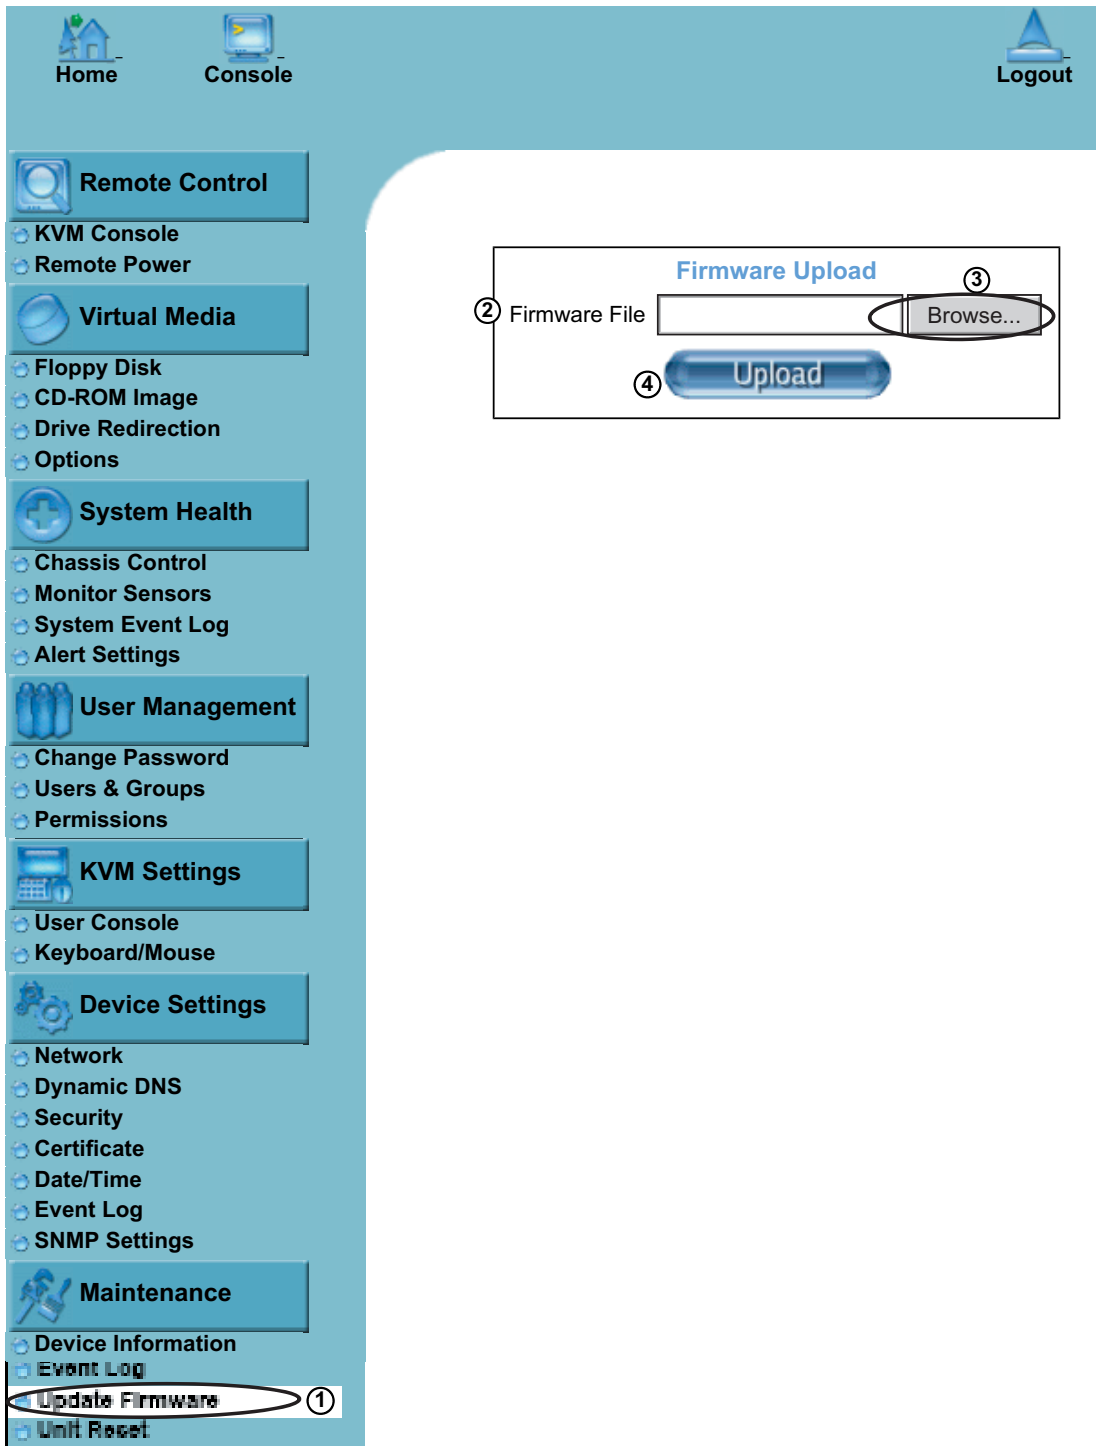 Home
Console
Logout
Remote Control
KVM Console
Remote Power
Virtual Media
Floppy Disk
CD-ROM Image
Drive Redirection
Options
System Health
Chassis Control
Monitor Sensors
System Event Log
Alert Settings
User Management
Change Password
Users & Groups
Permissions
KVM Settings
User Console
Keyboard/Mouse
Device Settings
Network
Dynamic DNS
Security
Certificate
Date/Time
Event Log
SNMP Settings
Maintenance
Device Information
Event Log
Update Firmware 1
Unit Reset
Firmware Upload
3
2 Firmware File Browse...
4 Upload